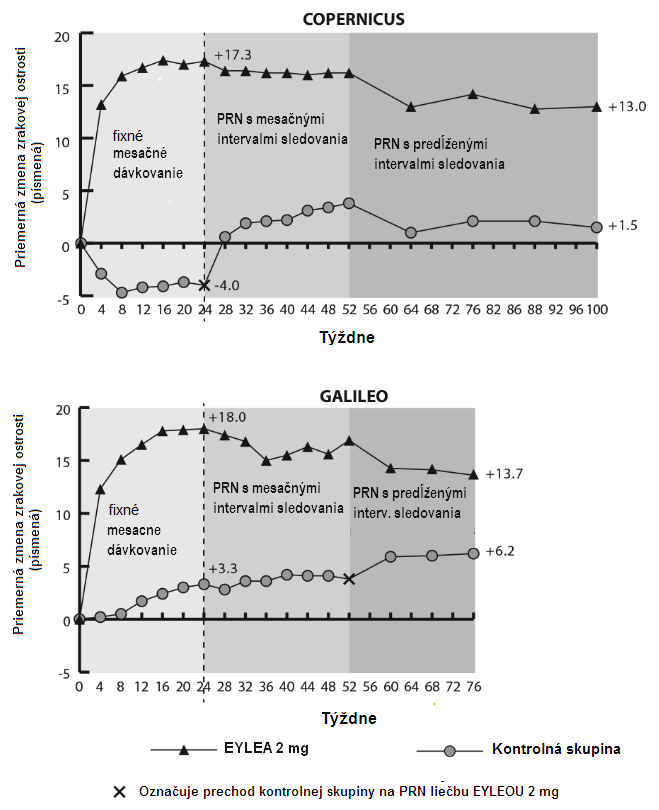 COPERNICUS
Priemerná zmena zrakovej ostrosti
(písmená)
20
15
10
5
0
-5
+17.3
fixné
mesačné
dávkovanie
PRN s mesačnými
intervalmi sledovania
PRN s predĺženými
intervalmi sledovania
+13.0
+1.5
-4.0
0 4 8 12 16 20 24 28 32 36 40 44 48 52 56 60 64 68 72 76 80 84 88 92 96 100
Týždne
GALILEO
Priemerná zmena zrakovej ostrosti
(písmená)
20
15
10
5
0
-5
+18.0
fixné
mesacne
dávkovanie
PRN s mesačnými
intervalmi sledovania
PRN s predĺženými
interv. sledovania
+13.7
+3.3
+6.2
0 4 8 12 16 20 24 28 32 36 40 44 48 52 56 60 64 68 72 76
Týždne
EYLEA 2 mg
Kontrolná skupina
Označuje prechod kontrolnej skupiny na PRN liečbu EYLEOU 2 mg